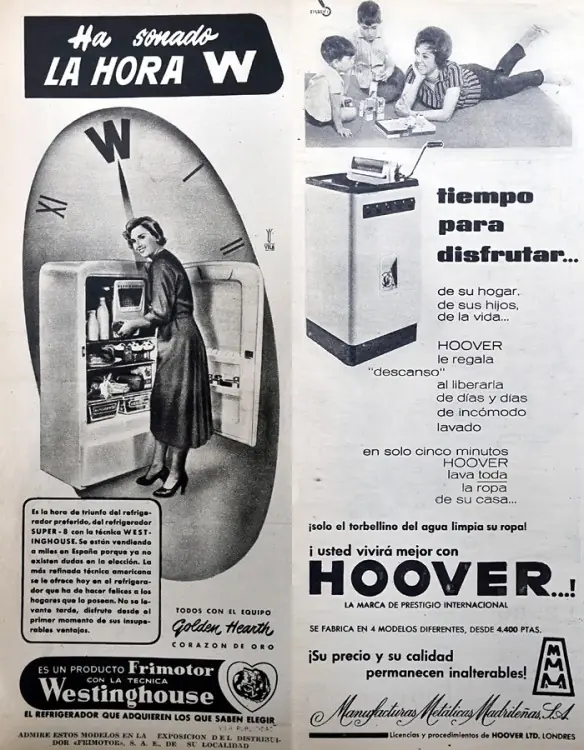 Ha sonado
LA HORA W
W
I
II
XI
Es la hora de triunfo del refrige-
rador preferido, del refrigerador
SUPER-8 con la técnica WEST-
INGHOUSE. Se están vendiendo
a miles en España porque ya no
existen dudas en la elección. La
más refinada técnica americana
se le ofrece hoy en el refrigera-
dor que ha de hacer felices a los
hogares que lo posean. No se le-
vante tarde, disfrute desde el
primer momento de sus insupe-
rables ventajas.
TODOS CON EL EQUIPO
Golden Hearth
CORAZON DE ORO
ES UN PRODUCTO Frimotor
CON LA TECNICA
Westinghouse
EL REFRIGERADOR QUE ADQUIEREN LOS QUE SABEN ELEGIR
ADMIRE ESTOS MODELOS EN LA EXPOSICION DEL DISTRIBUI-
DOR «FRIMOTOR», S. A. E., DE SU LOCALIDAD
tiempo
para
disfrutar...
de su hogar,
de sus hijos,
de la vida...
HOOVER
le regala
"descanso"
al liberarla
de días y días
de incómodo
lavado
en solo cinco minutos
HOOVER
lava toda
la ropa
de su casa...
¡solo el torbellino del agua limpia su ropa!
¡ usted vivirá mejor con
HOOVER...!
LA MARCA DE PRESTIGIO INTERNACIONAL
SE FABRICA EN 4 MODELOS DIFERENTES, DESDE 4.400 PTAS.
¡Su precio y su calidad
permanecen inalterables!
M
M M
Manufacturas Metálicas Madrileñas, S.A.
Licencias y procedimientos de HOOVER LTD. LONDRES